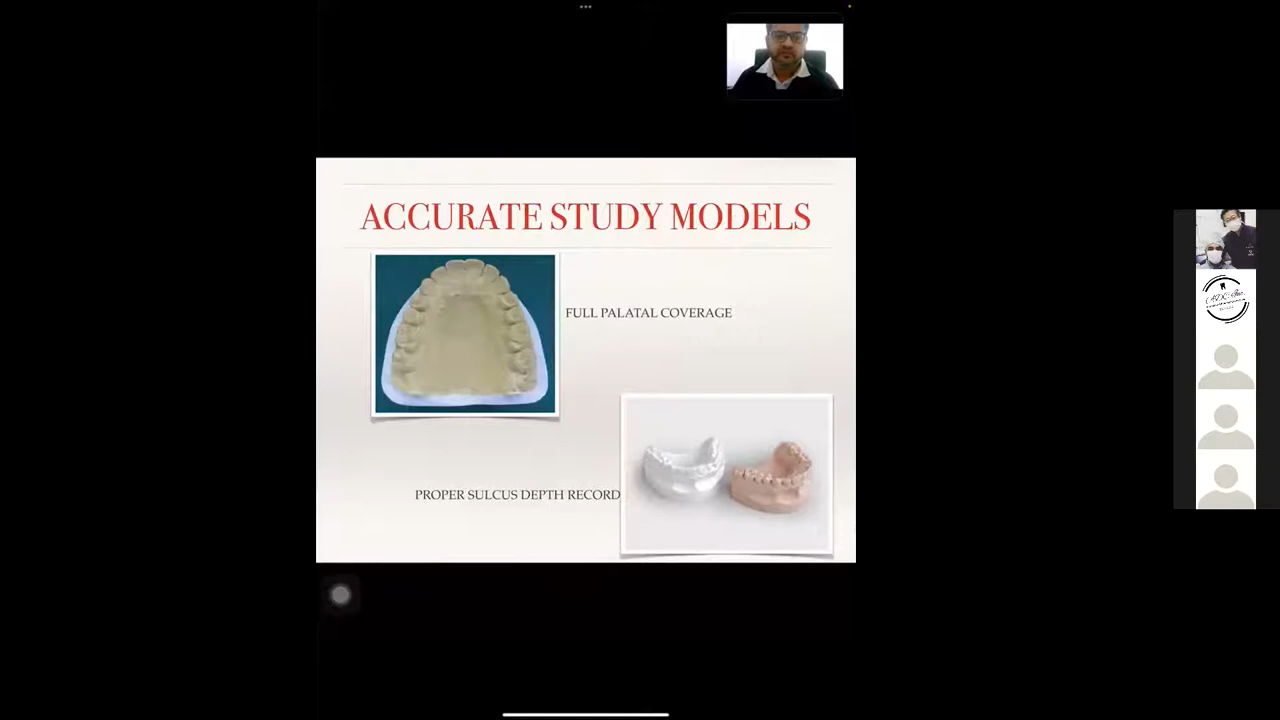 ACCURATE STUDY MODELS
FULL PALATAL COVERAGE
PROPER SULCUS DEPTH RECORD